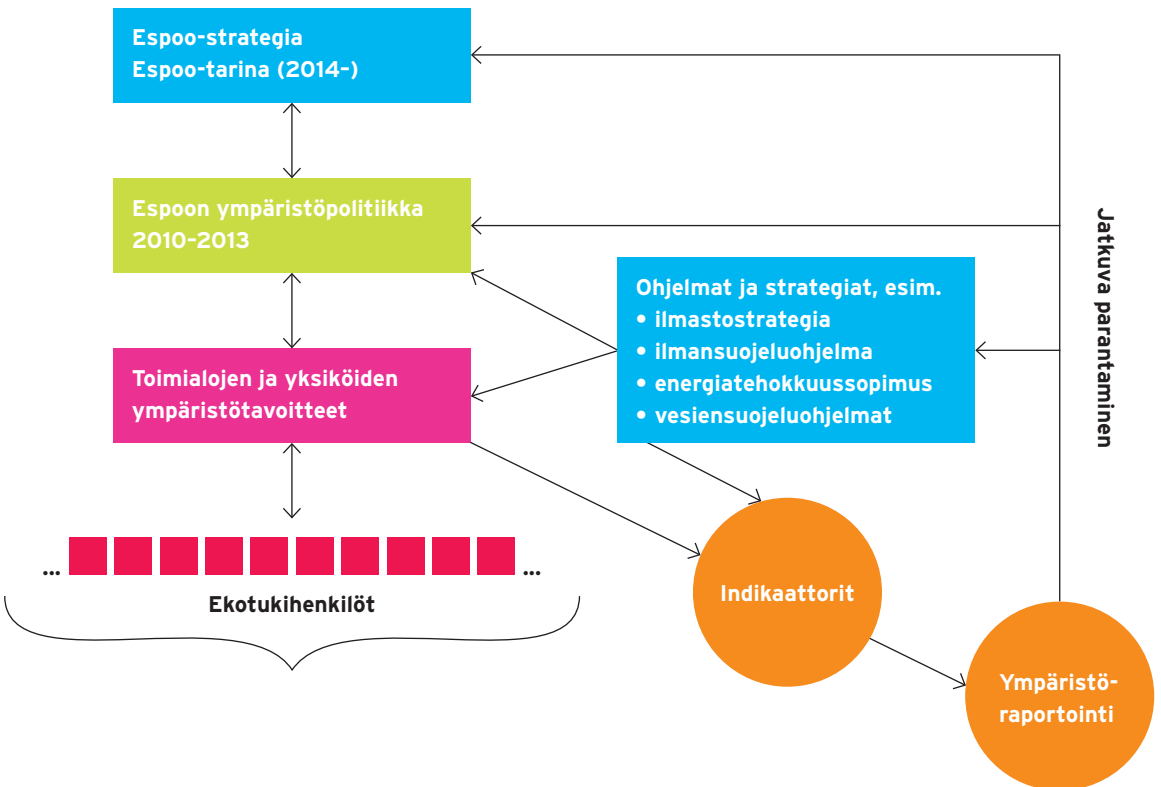 Espoo-strategia
Espoo-tarina (2014–)
Espoon ympäristöpolitiikka
2010–2013
Ohjelmat ja strategiat, esim.
• ilmastostrategia
• ilmansuojeluohjelma
• energiatehokkuussopimus
• vesiensuojeluohjelmat
Jatkuva parantaminen
Toimialojen ja yksiköiden
ympäristötavoitteet
... ...
Ekotukihenkilöt
Indikaattorit
Ympäristö-
raportointi